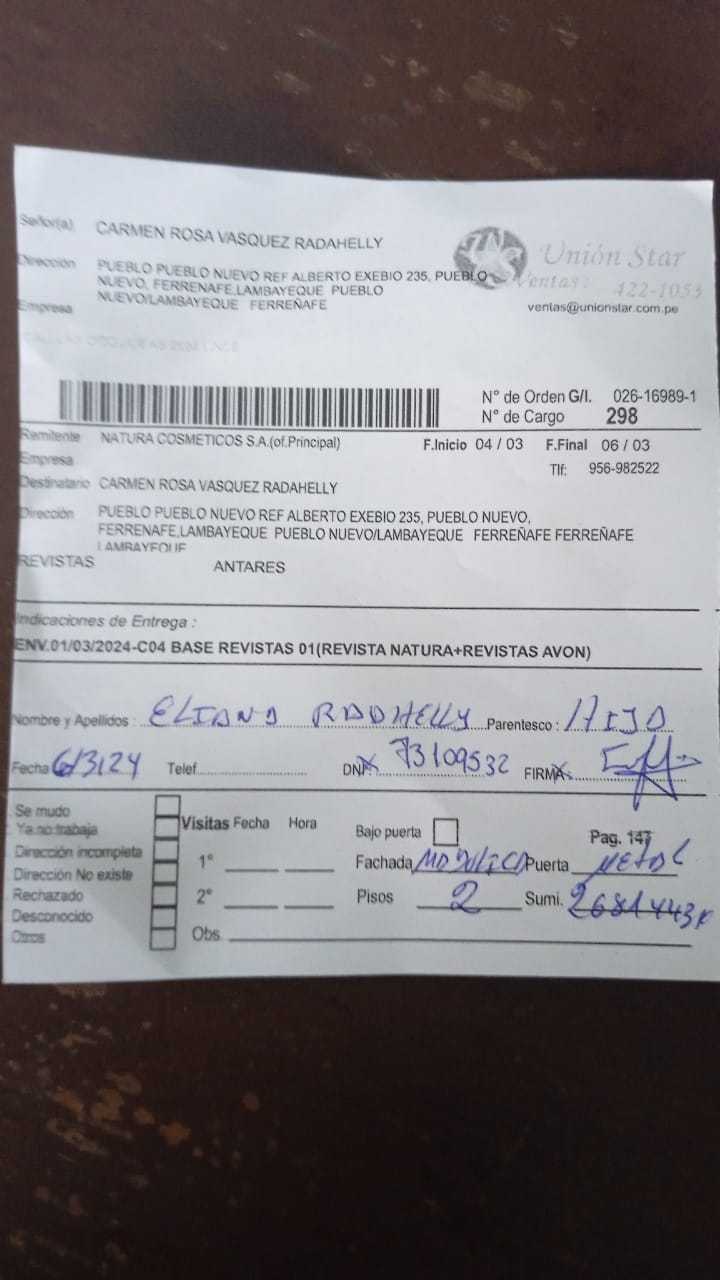 Señor(a) CARMEN ROSA VASQUEZ RADAHELLY
Dirección PUEBLO PUEBLO NUEVO REF ALBERTO EXEBIO 235, PUEBLO
NUEVO, FERRENAFE,LAMBAYEQUE PUEBLO
NUEVO/LAMBAYEQUE FERREÑAFE
Empresa
Unión Star
Ventas: 422-1053
ventas@unionstar.com.pe
N° de Orden G/I. 026-16989-1
N° de Cargo 298
Remitente NATURA COSMETICOS S.A.(of.Principal)
F.Inicio 04 / 03 F.Final 06 / 03
Empresa
Tlf: 956-982522
Destinatario CARMEN ROSA VASQUEZ RADAHELLY
Dirección PUEBLO PUEBLO NUEVO REF ALBERTO EXEBIO 235, PUEBLO NUEVO,
FERRENAFE,LAMBAYEQUE PUEBLO NUEVO/LAMBAYEQUE FERREÑAFE FERREÑAFE
LAMBAYEQUE
REVISTAS ANTARES
Indicaciones de Entrega :
ENV.01/03/2024-C04 BASE REVISTAS 01(REVISTA NATURA+REVISTAS AVON)
Nombre y Apellidos : ELIANA RADAHELLY Parentesco : HIJA
Fecha 6/3/24 Telef. DNI 73109532 FIRMA
Se mudo
Ya no trabaja
Dirección incompleta
Dirección No existe
Rechazado
Desconocido
Otros
Visitas Fecha Hora
1°
2°
Obs.
Bajo puerta Pag. 147
Fachada Puerta METAL
Pisos 2 Sumi.